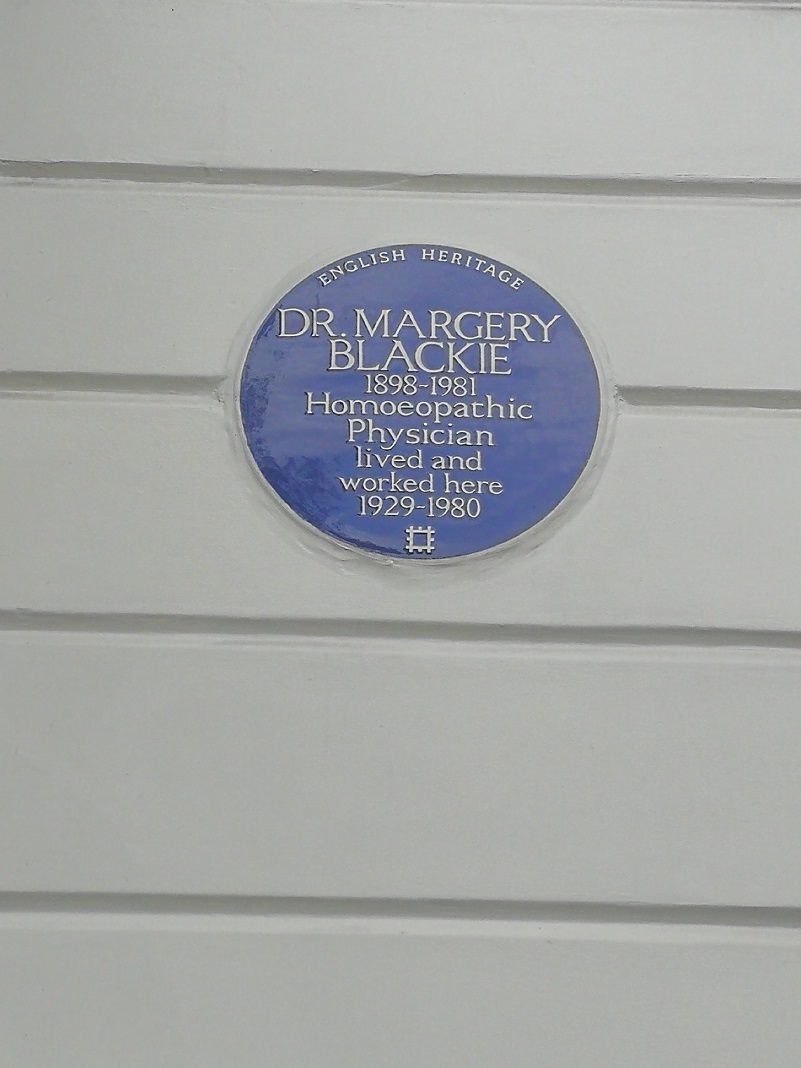 ENGLISH HERITAGE
DR. MARGERY
BLACKIE
1898-1981
Homoeopathic
Physician
lived and
worked here
1929-1980